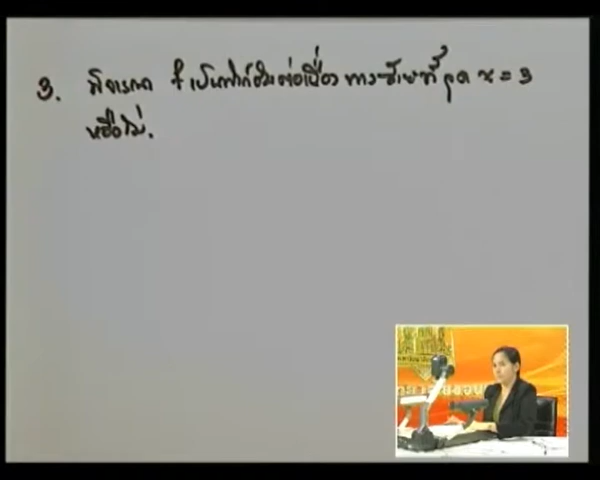 3. พิจารณา f เป็นฟังก์ชันต่อเนื่อง ทางซ้ายที่จุด x = 3
หรือไม่.